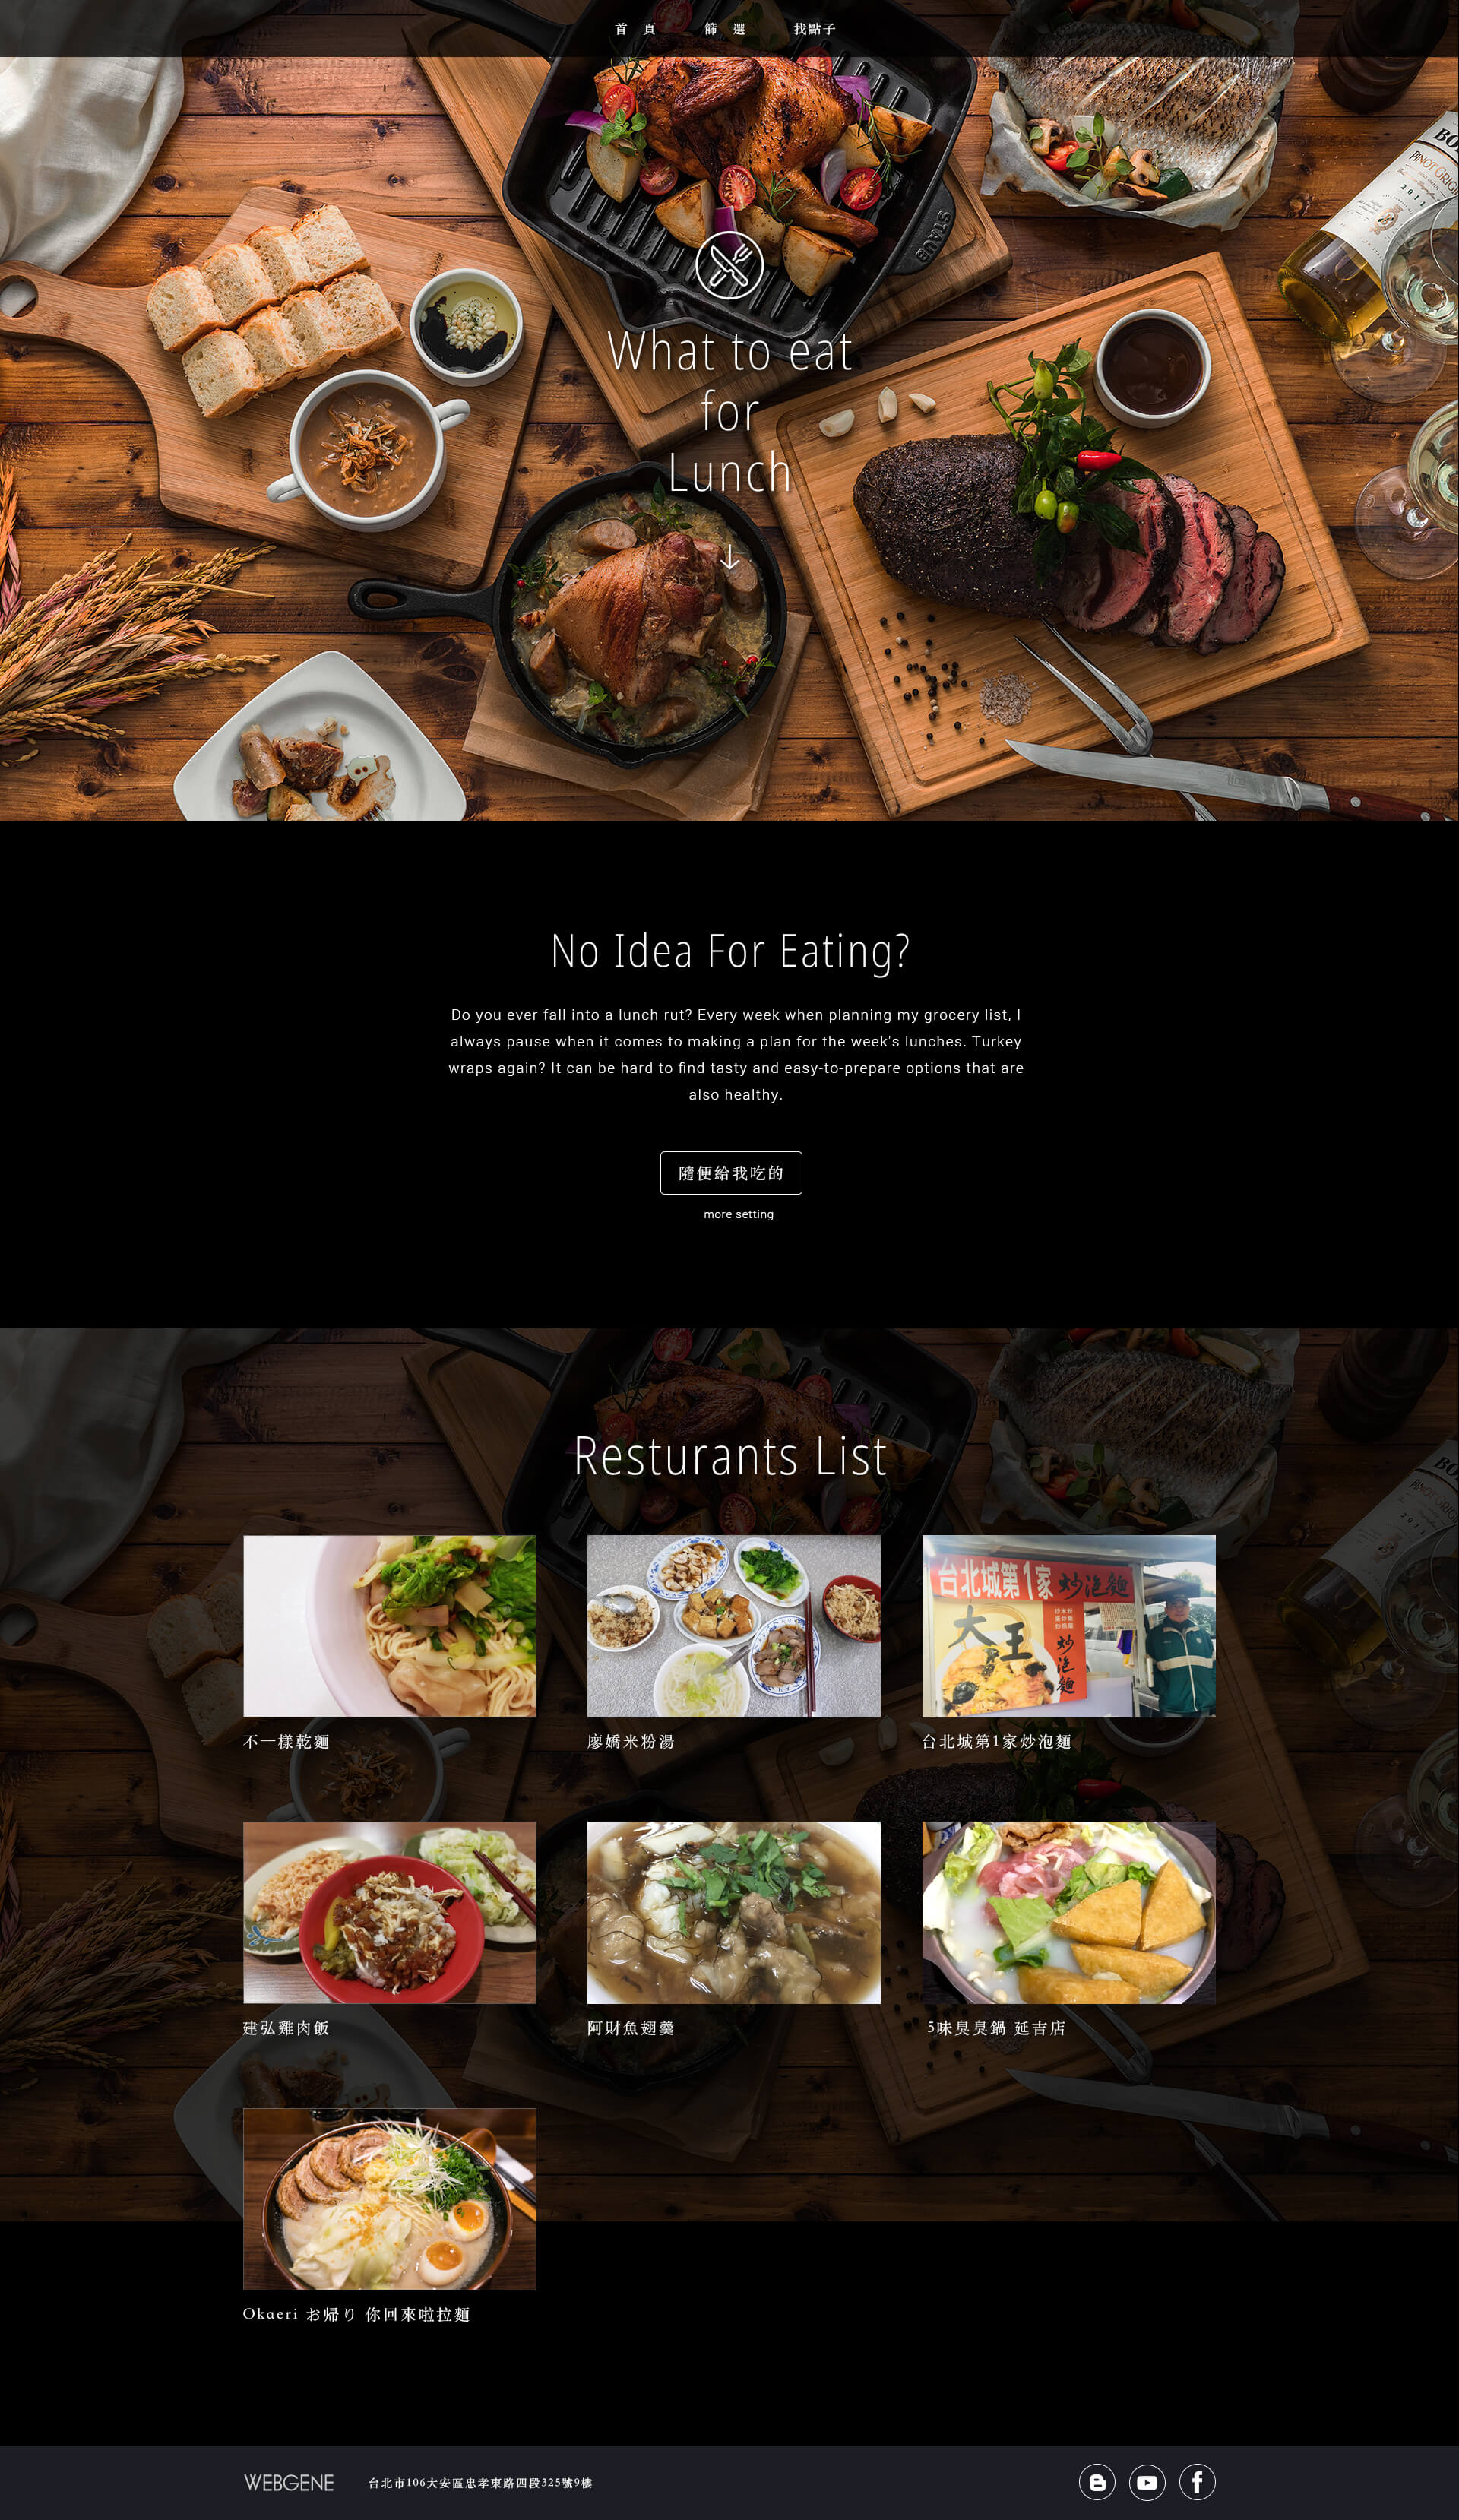 首 頁 篩 選 找點子
STAUB
PINOT GRIGIO
2011
What to eat
for
Lunch
No Idea For Eating?
Do you ever fall into a lunch rut? Every week when planning my grocery list, I
always pause when it comes to making a plan for the week's lunches. Turkey
wraps again? It can be hard to find tasty and easy-to-prepare options that are
also healthy.
隨便給我吃的
more setting
Resturants List
台北城第1家炒泡麵
大王
炒泡麵
不一樣乾麵
廖嬌米粉湯
台北城第1家炒泡麵
建弘雞肉飯
阿財魚翅羹
5味臭臭鍋 延吉店
Okaeri お帰り 你回來啦拉麵
WEBGENE
台北市106大安區忠孝東路四段325號9樓